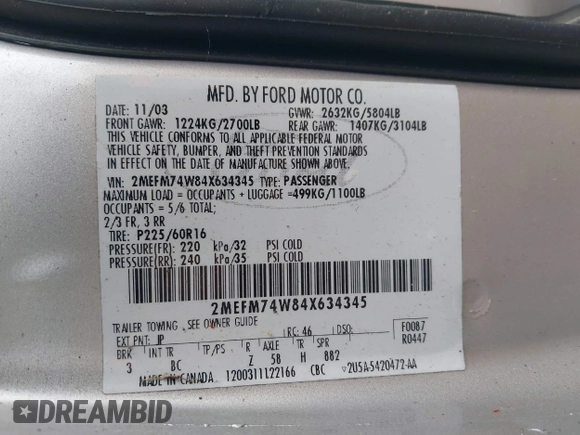 MFD. BY FORD MOTOR CO.
DATE: 11/03 GVWR: 2632KG/5804LB
FRONT GAWR: 1224KG/2700LB REAR GAWR: 1407KG/3104LB
THIS VEHICLE CONFORMS TO ALL APPLICABLE FEDERAL MOTOR
VEHICLE SAFETY, BUMPER, AND THEFT PREVENTION STANDARDS
IN EFFECT ON THE DATE OF MANUFACTURE SHOWN ABOVE.
VIN: 2MEFM74W84X634345 TYPE: PASSENGER
MAXIMUM LOAD = OCCUPANTS + LUGGAGE =499KG/1100LB
OCCUPANTS = 5/6 TOTAL;
2/3 FR, 3 RR
TIRE: P225/60R16
PRESSURE(FR) 220 kPa/32 PSI COLD
PRESSURE(RR) 240 kPa/35 PSI COLD
2MEFM74W84X634345
TRAILER TOWING _ SEE OWNER GUIDE
EXT PNT: JP RC: 46 DSO: F0087
BRK INT TR TP/PS R AXLE TR SPR R0447
3 BC Z 58 H 882
MADE IN CANADA 1200311122166 CBC 2U5A-5420472-AA
DREAMBID